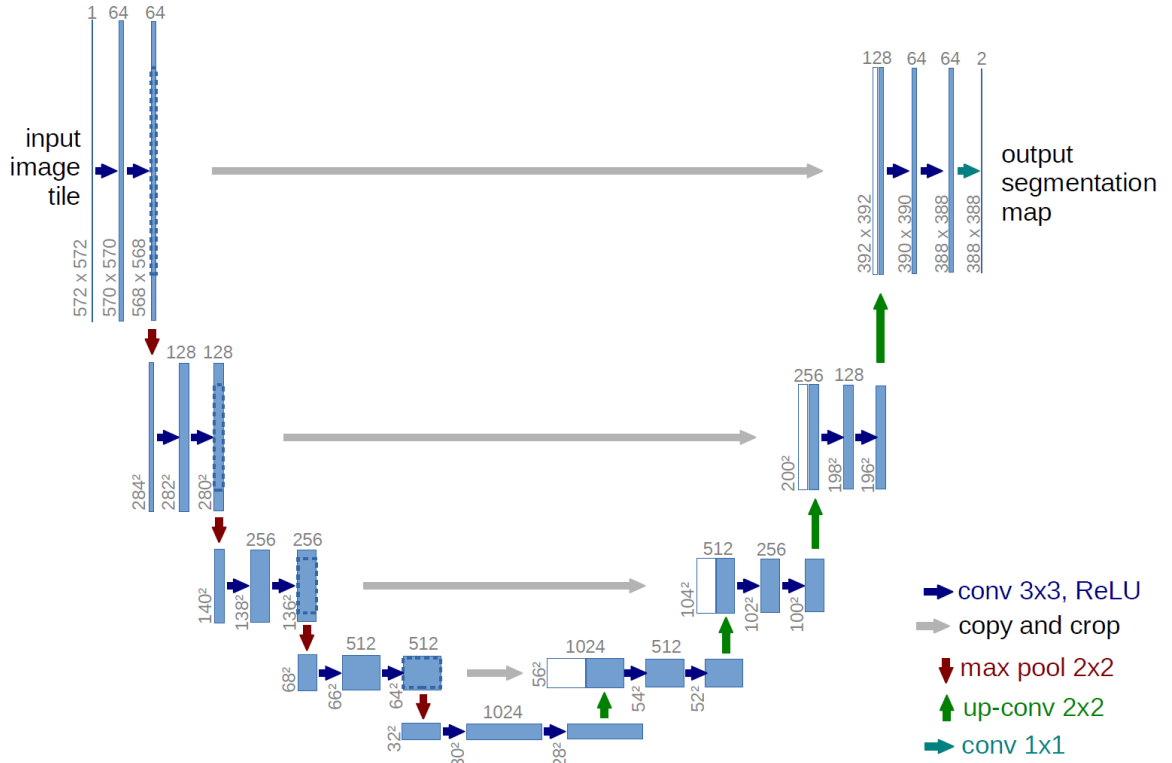 1 64 64
128 64 64 2
input
image
tile
output
segmentation
map
572 x 572
570 x 570
568 x 568
392 x 392
390 x 390
388 x 388
388 x 388
128 128
256 128
284²
282²
280²
200²
198²
196²
256 256
512 256
140²
138²
136²
104²
102²
100²
512 512
1024 512
68²
66²
64²
56²
54²
52²
1024
32²
30²
28²
conv 3x3, ReLU
copy and crop
max pool 2x2
up-conv 2x2
conv 1x1